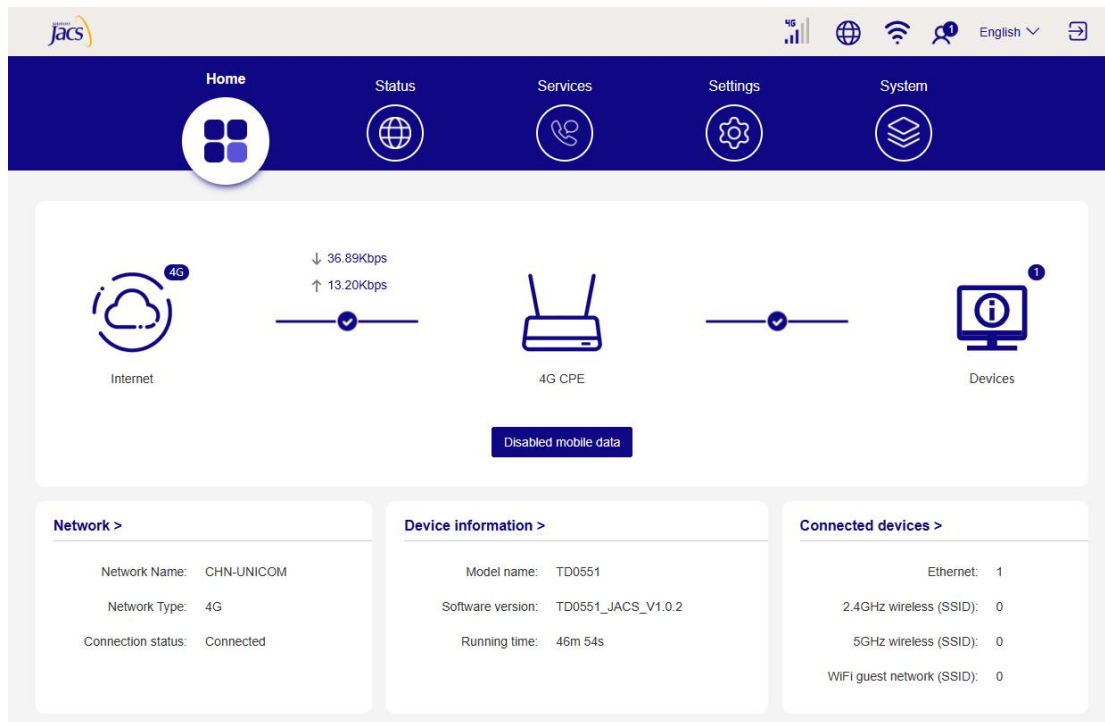 solutions
jacs
4G
1
English
Home
Status
Services
Settings
System
4G
36.89Kbps
13.20Kbps
1
Internet
4G CPE
Devices
Disabled mobile data
Network >
Network Name: CHN-UNICOM
Network Type: 4G
Connection status: Connected
Device information >
Model name: TD0551
Software version: TD0551_JACS_V1.0.2
Running time: 46m 54s
Connected devices >
Ethernet: 1
2.4GHz wireless (SSID): 0
5GHz wireless (SSID): 0
WiFi guest network (SSID): 0